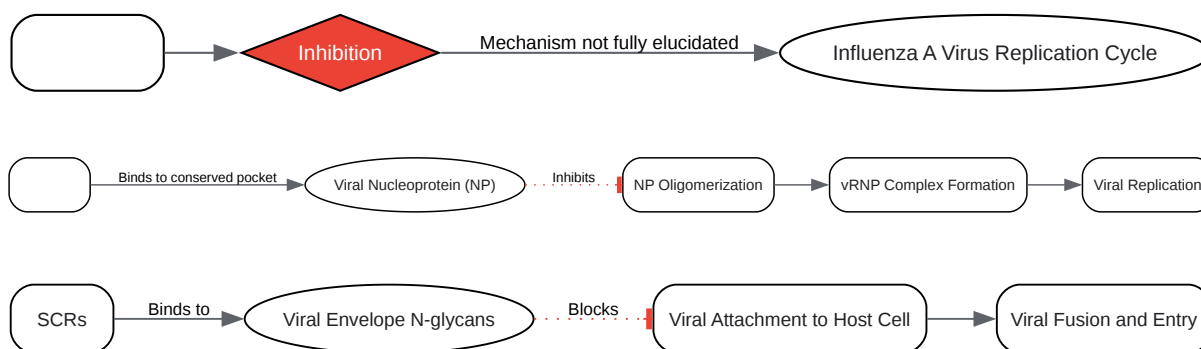 Inhibition
Mechanism not fully elucidated
Influenza A Virus Replication Cycle
Binds to conserved pocket
Viral Nucleoprotein (NP)
Inhibits
NP Oligomerization
vRNP Complex Formation
Viral Replication
SCRs
Binds to
Viral Envelope N-glycans
Blocks
Viral Attachment to Host Cell
Viral Fusion and Entry